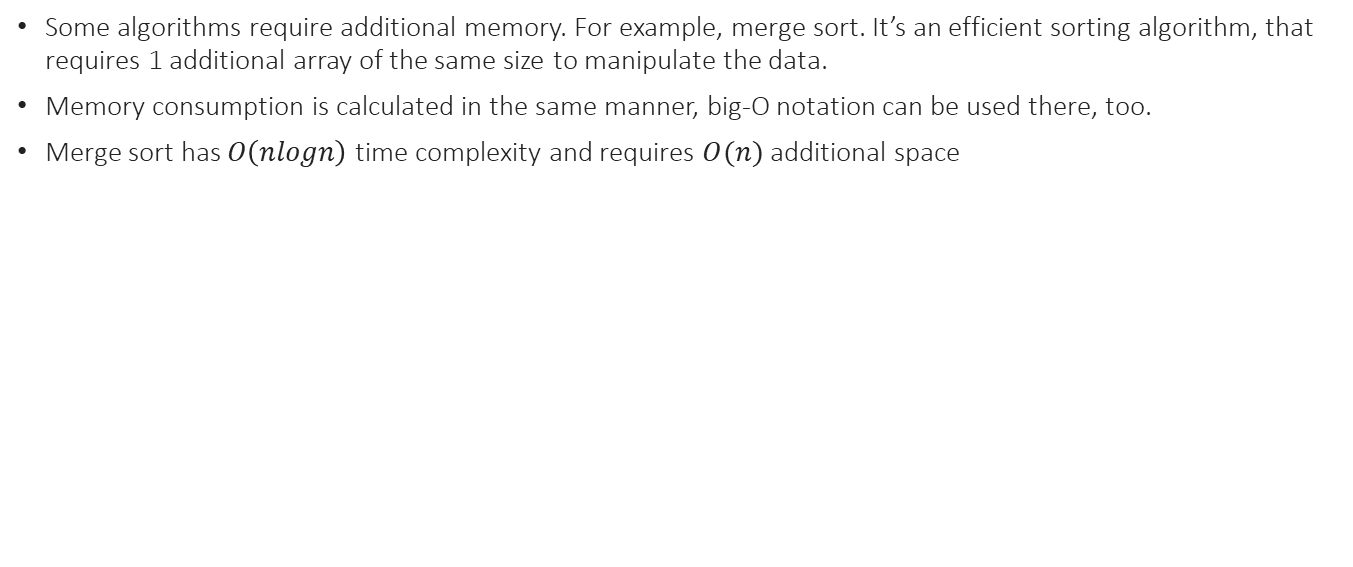 • Some algorithms require additional memory. For example, merge sort. It’s an efficient sorting algorithm, that
requires 1 additional array of the same size to manipulate the data.
• Memory consumption is calculated in the same manner, big-O notation can be used there, too.
• Merge sort has O(nlogn) time complexity and requires O(n) additional space